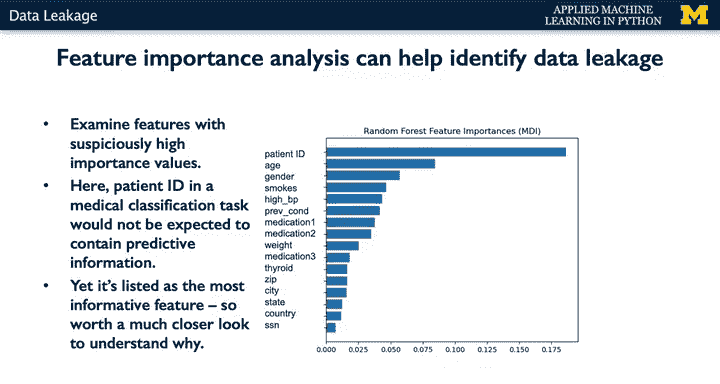 Data Leakage
APPLIED MACHINE
LEARNING IN PYTHON
M
Feature importance analysis can help identify data leakage
• Examine features with
suspiciously high
importance values.
• Here, patient ID in a
medical classification task
would not be expected to
contain predictive
information.
• Yet it's listed as the most
informative feature – so
worth a much closer look
to understand why.
Random Forest Feature Importances (MDI)
patient ID
age
gender
smokes
high_bp
prev_cond
medication1
medication2
weight
medication3
thyroid
zip
city
state
country
ssn
0.000 0.025 0.050 0.075 0.100 0.125 0.150 0.175